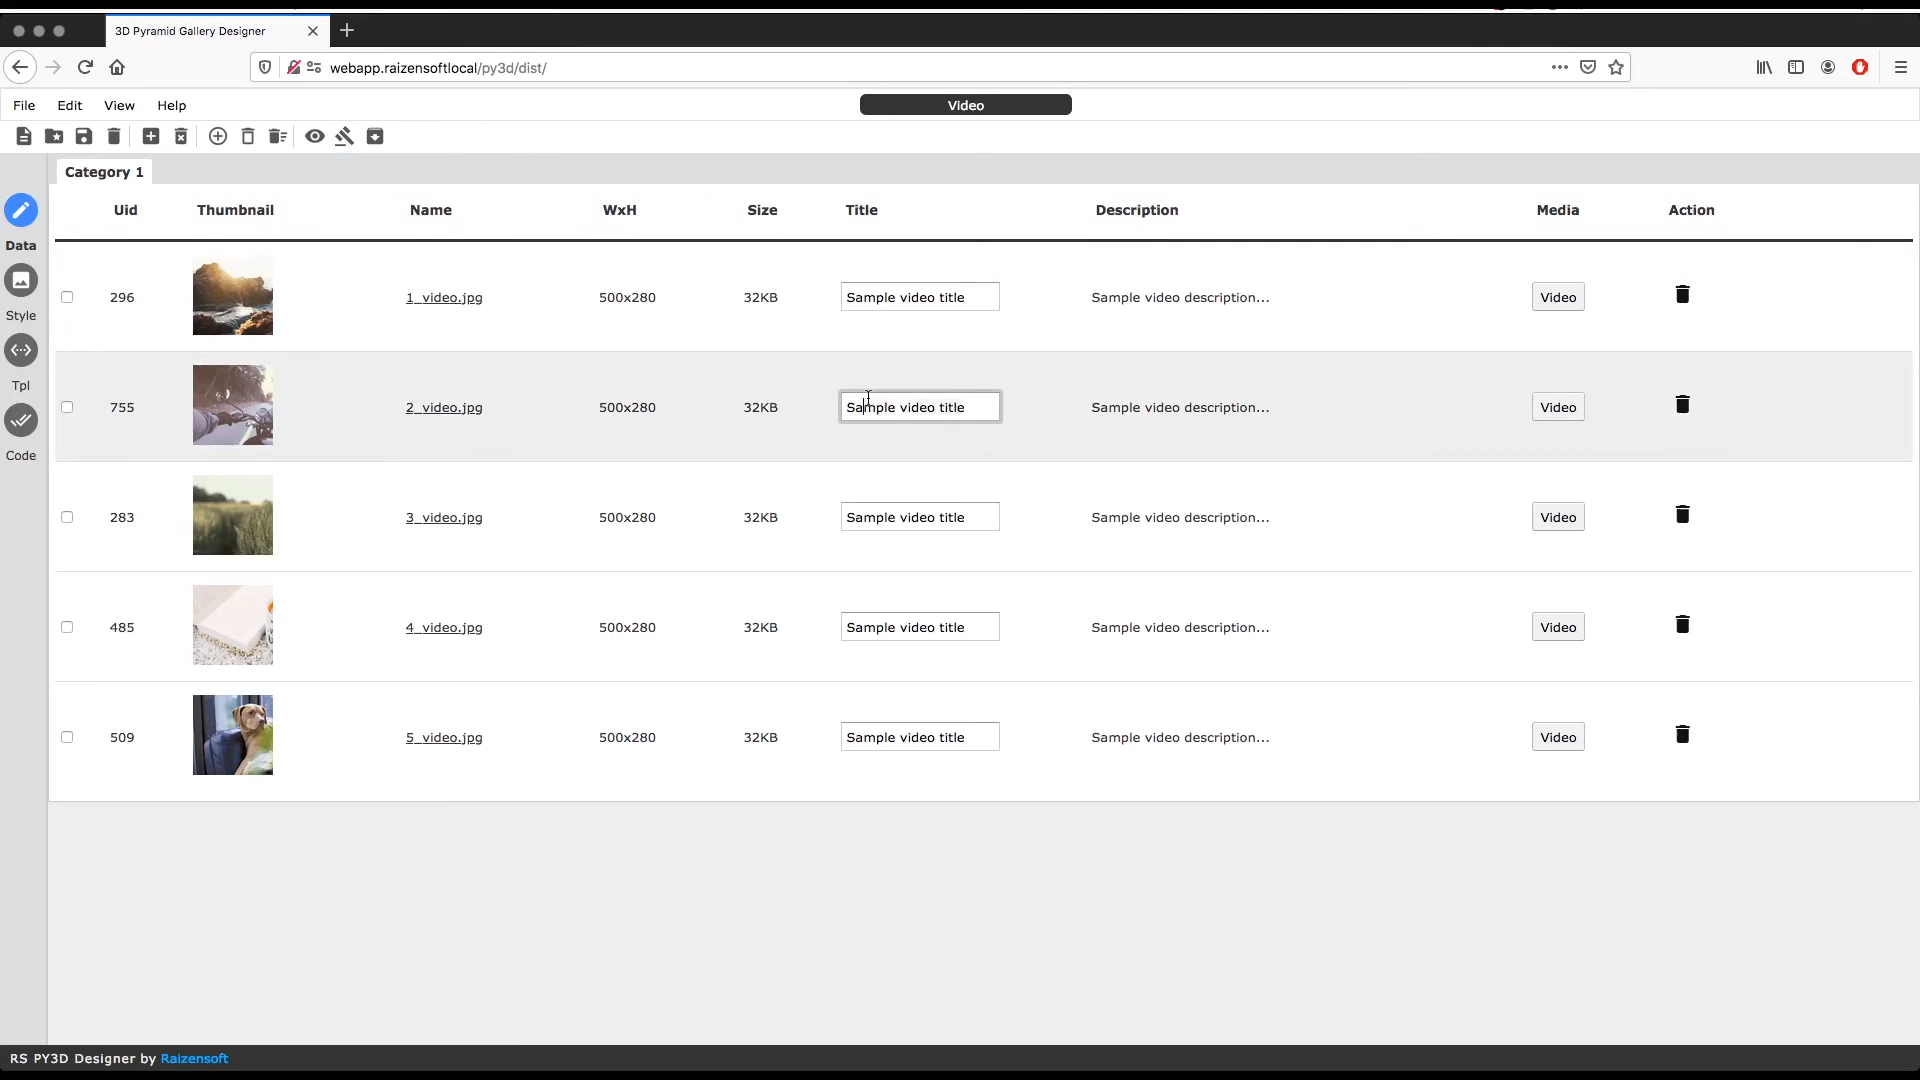 3D Pyramid Gallery Designer
webapp.raizensoftlocal/py3d/dist/
File Edit View Help Video
Category 1
Uid Thumbnail Name WxH Size Title Description Media Action
296 1_video.jpg 500x280 32KB Sample video title Sample video description... Video
755 2_video.jpg 500x280 32KB Sample video title Sample video description... Video
283 3_video.jpg 500x280 32KB Sample video title Sample video description... Video
485 4_video.jpg 500x280 32KB Sample video title Sample video description... Video
509 5_video.jpg 500x280 32KB Sample video title Sample video description... Video
Data
Style
Tpl
Code
RS PY3D Designer by Raizensoft